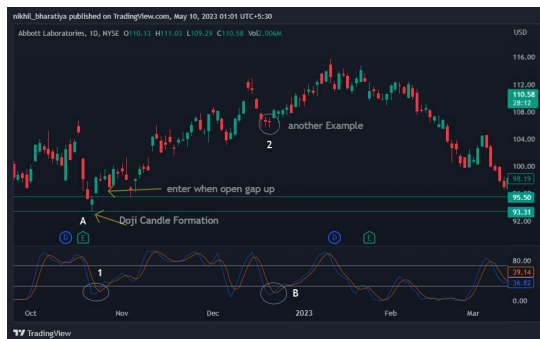 nikhil_bharatiya published on TradingView.com, May 10, 2023 01:01 UTC+5:30
Abbott Laboratories, 1D, NYSE O110.13 H111.03 L109.29 C110.58 Vol2.006M
USD
116.00
112.00
110.58
28:12
108.00
another Example
2
104.00
100.00
98.19
enter when open gap up
95.50
A
Doji Candle Formation
93.31
92.00
D
E
D
E
80.00
1
39.14
B
36.82
0.00
Oct
Nov
Dec
2023
Feb
Mar
TradingView